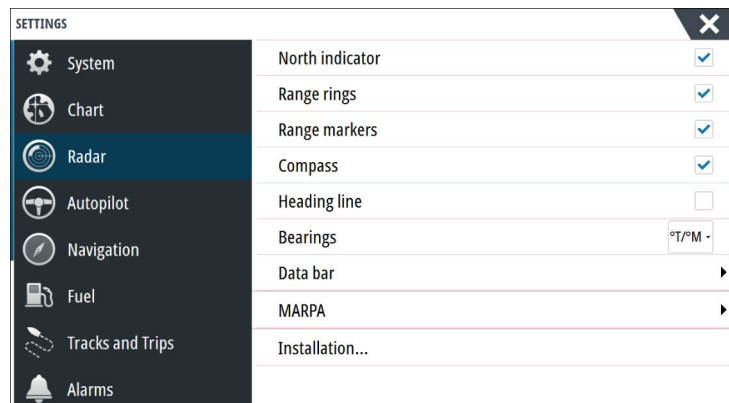 SETTINGS
System
Chart
Radar
Autopilot
Navigation
Fuel
Tracks and Trips
Alarms
North indicator
Range rings
Range markers
Compass
Heading line
Bearings °T/°M
Data bar
MARPA
Installation...